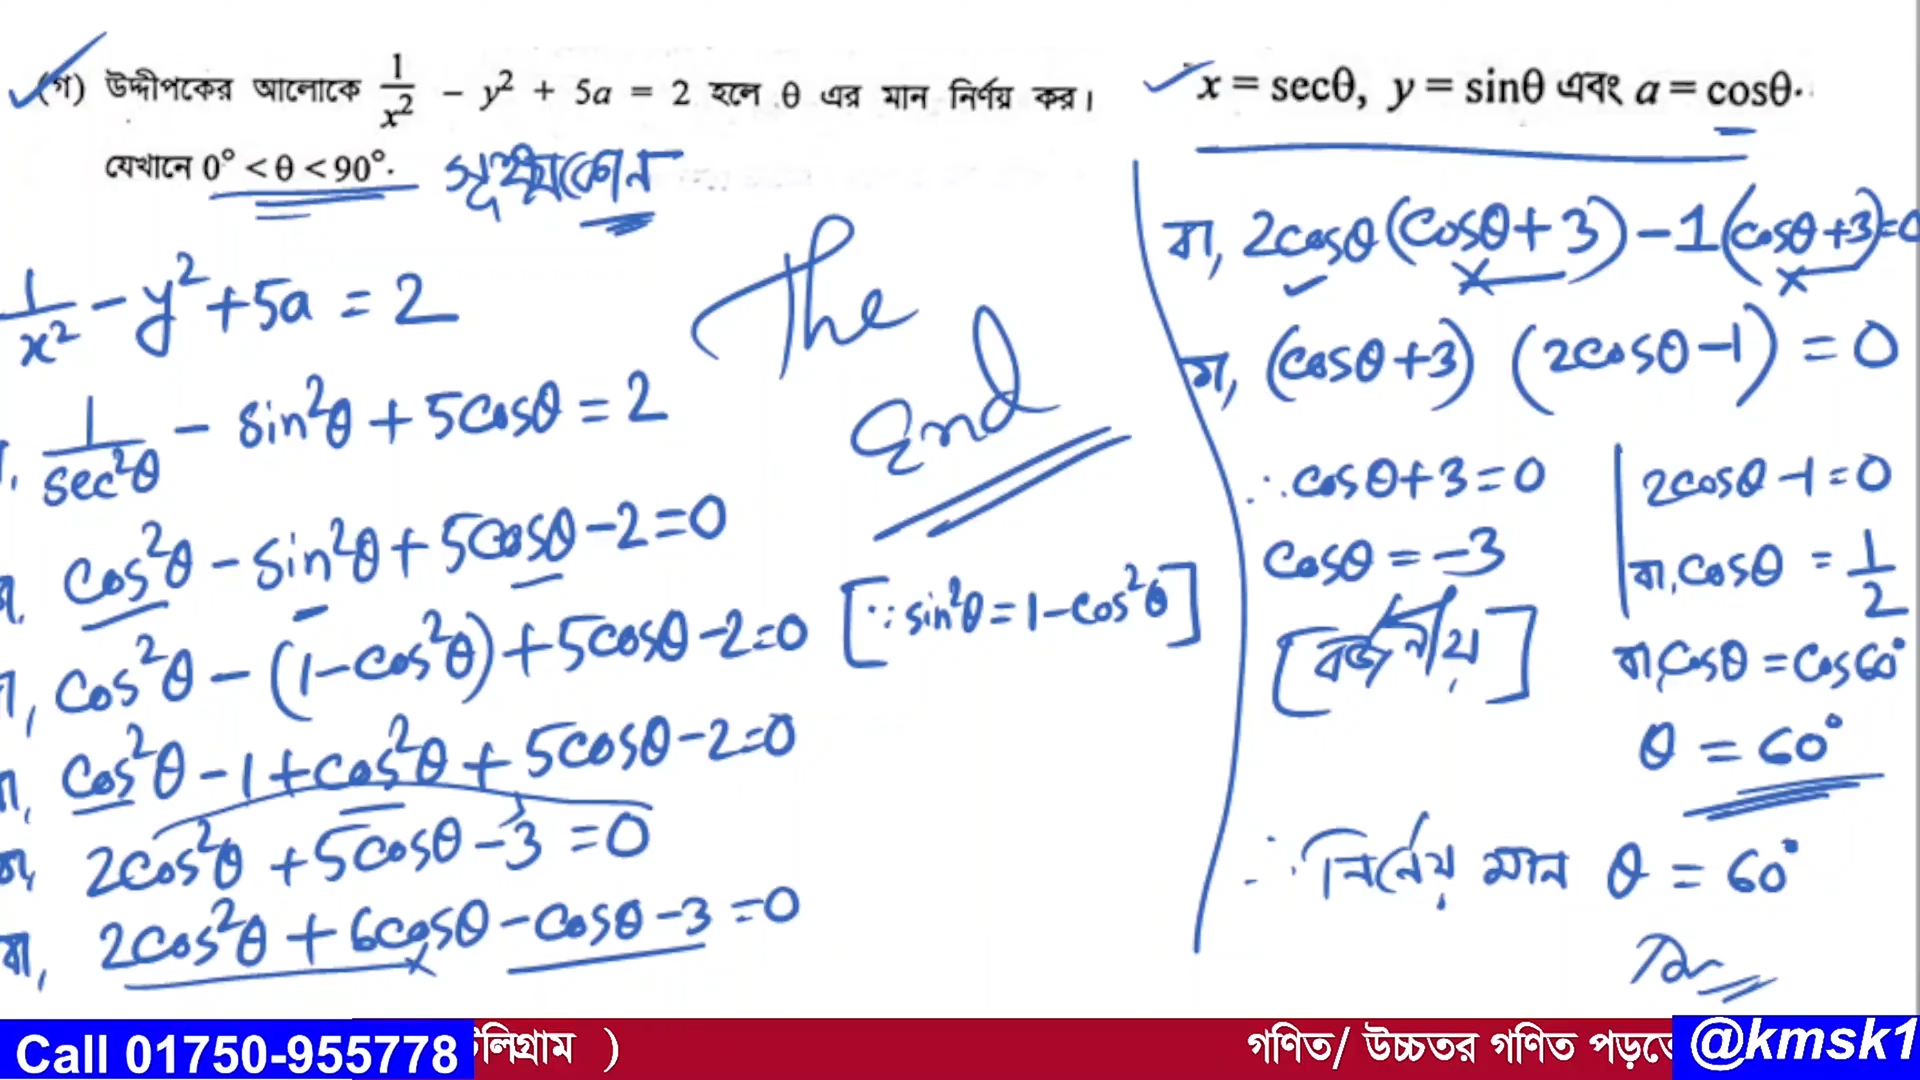 (গ) উদ্দীপকের আলোকে 1/x² − y² + 5a = 2 হলে θ এর মান নির্ণয় কর।
যেখানে 0° < θ < 90°.
সূক্ষ্মকোন
1/x² − y² + 5a = 2
1/sec²θ − sin²θ + 5cosθ = 2
cos²θ − sin²θ + 5cosθ − 2 = 0
বা, cos²θ − (1−cos²θ) + 5cosθ − 2 = 0 [∵ sin²θ = 1−cos²θ]
বা, cos²θ − 1 + cos²θ + 5cosθ − 2 = 0
বা, 2cos²θ + 5cosθ − 3 = 0
বা, 2cos²θ + 6cosθ − cosθ − 3 = 0
The
End
x = secθ, y = sinθ এবং a = cosθ.
বা, 2cosθ(cosθ+3) − 1(cosθ+3) = 0
বা, (cosθ+3) (2cosθ−1) = 0
∴ cosθ+3 = 0
cosθ = −3
[বর্জনীয়]
2cosθ − 1 = 0
বা, cosθ = 1/2
বা, cosθ = cos60°
θ = 60°
∴ নির্নেয় মান θ = 60°
Call 01750-955778
টেলিগ্রাম )
গণিত/ উচ্চতর গণিত পড়তে
@kmsk1